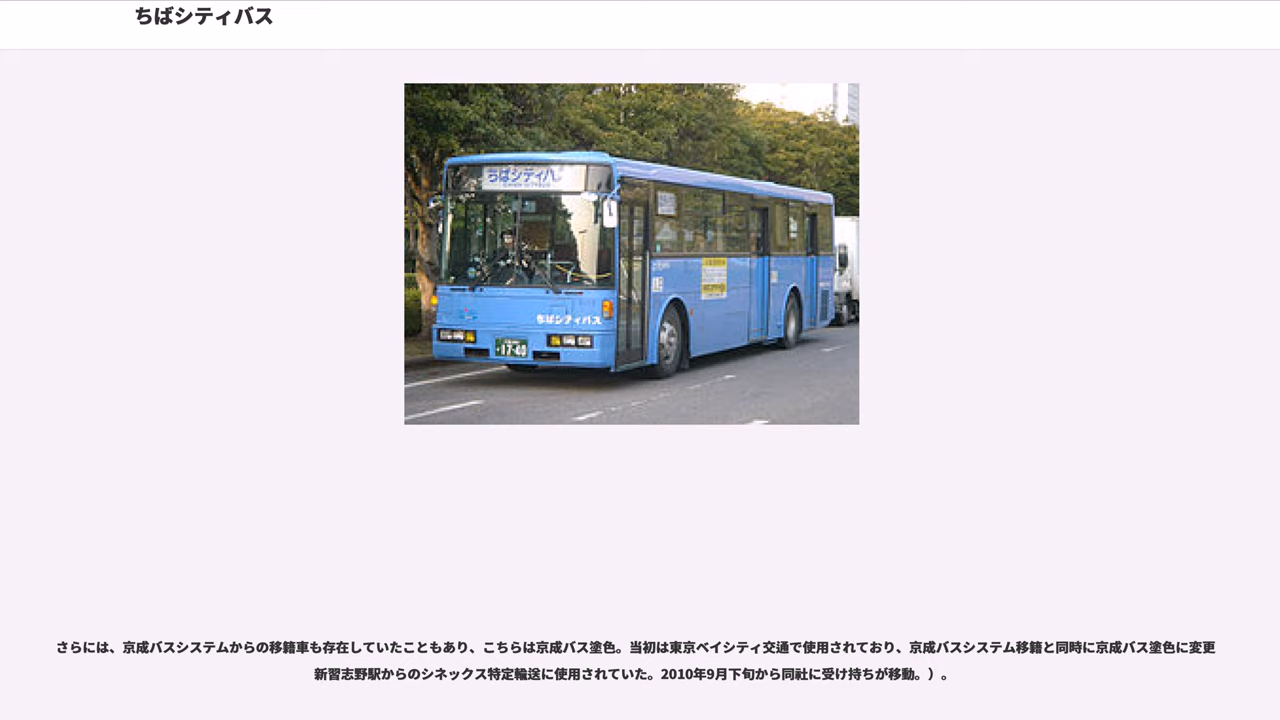 ちばシティバス
ちばシティバ
ちばシティバス
17-40
さらには、京成バスシステムからの移籍車も存在していたこともあり、こちらは京成バス塗色。当初は東京ベイシティ交通で使用されており、京成バスシステム移籍と同時に京成バス塗色に変更
新習志野駅からのシネックス特定輸送に使用されていた。2010年9月下旬から同社に受け持ちが移動。）。